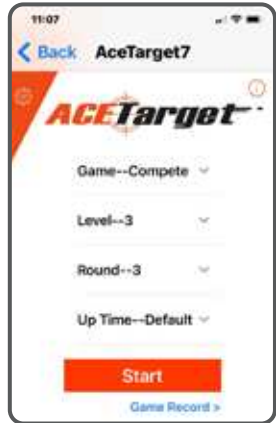 11:07
Back AceTarget7
ACETarget
Game--Compete
Level--3
Round--3
Up Time--Default
Start
Game Record >